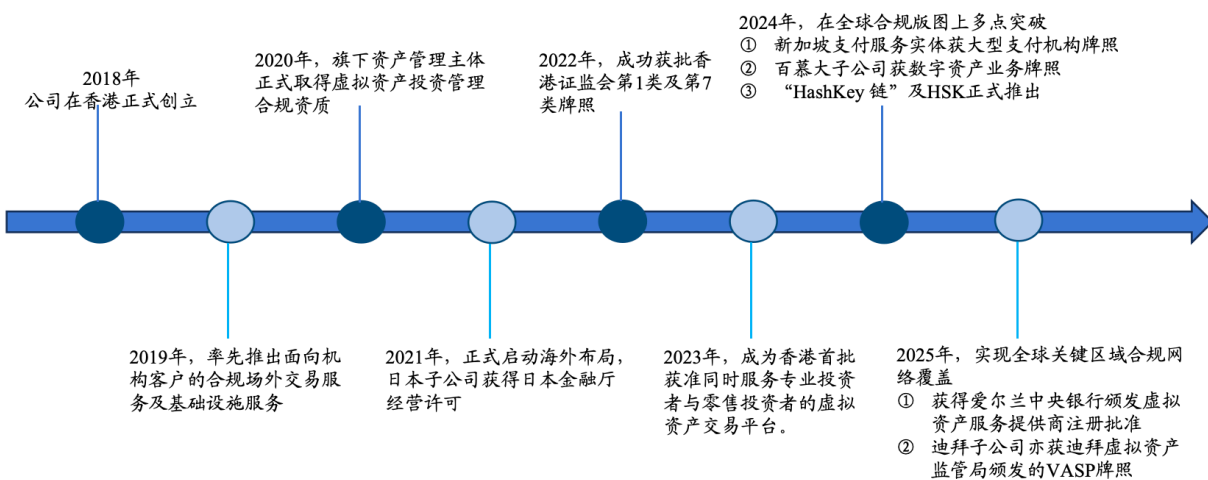 2018年
公司在香港正式创立
2020年，旗下资产管理主体
正式取得虚拟资产投资管理
合规资质
2022年，成功获批香
港证监会第1类及第7
类牌照
2024年，在全球合规版图上多点突破
① 新加坡支付服务实体获大型支付机构牌照
② 百慕大子公司获数字资产业务牌照
③ “HashKey 链”及HSK正式推出
2019年，率先推出面向机
构客户的合规场外交易服
务及基础设施服务
2021年，正式启动海外布局，
日本子公司获得日本金融厅
经营许可
2023年，成为香港首批
获准同时服务专业投资
者与零售投资者的虚拟
资产交易平台。
2025年，实现全球关键区域合规网
络覆盖
① 获得爱尔兰中央银行颁发虚拟
资产服务提供商注册批准
② 迪拜子公司亦获迪拜虚拟资产
监管局颁发的VASP牌照